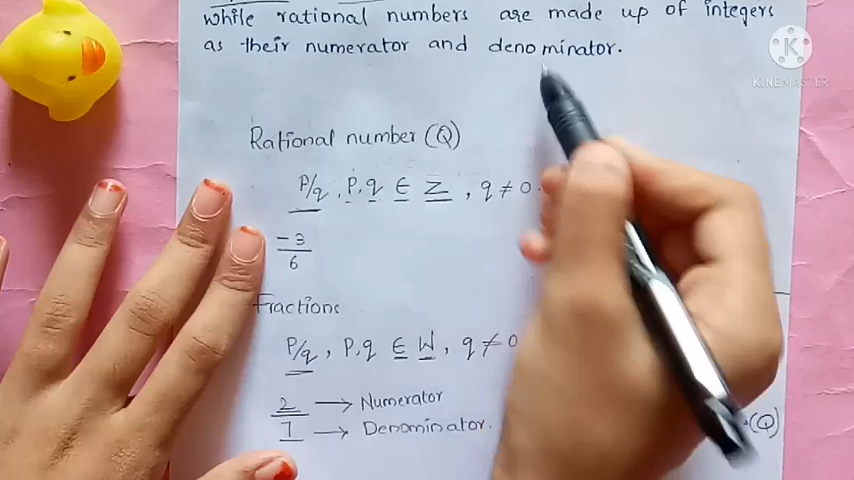 while rational numbers are made up of integers
as their numerator and denominator.
KINEMASTER
Rational number (Q)
P/q, P, q ∈ Z, q ≠ 0.
-3
6
Fractions
P/q, P, q ∈ W, q ≠ 0
2 → Numerator
7 → Denominator.
(Q)